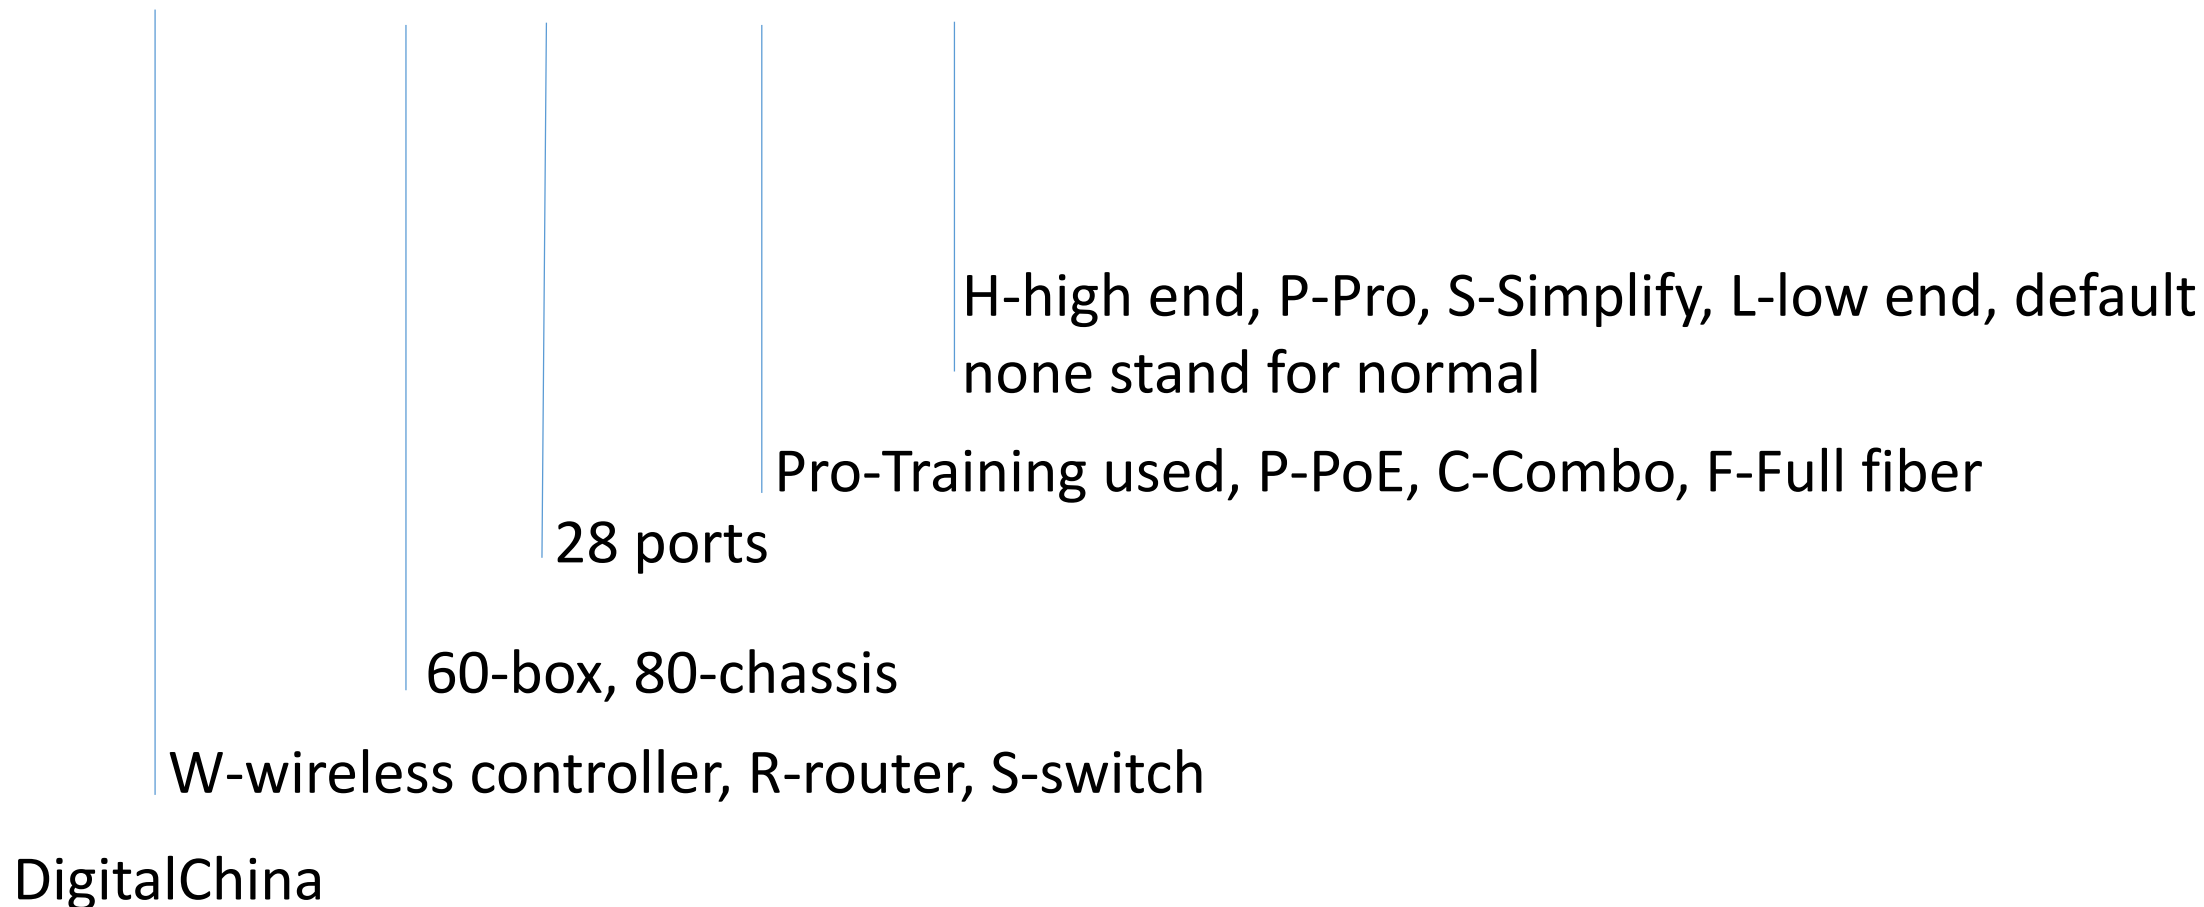 H-high end, P-Pro, S-Simplify, L-low end, default
none stand for normal
Pro-Training used, P-PoE, C-Combo, F-Full fiber
28 ports
60-box, 80-chassis
W-wireless controller, R-router, S-switch
DigitalChina